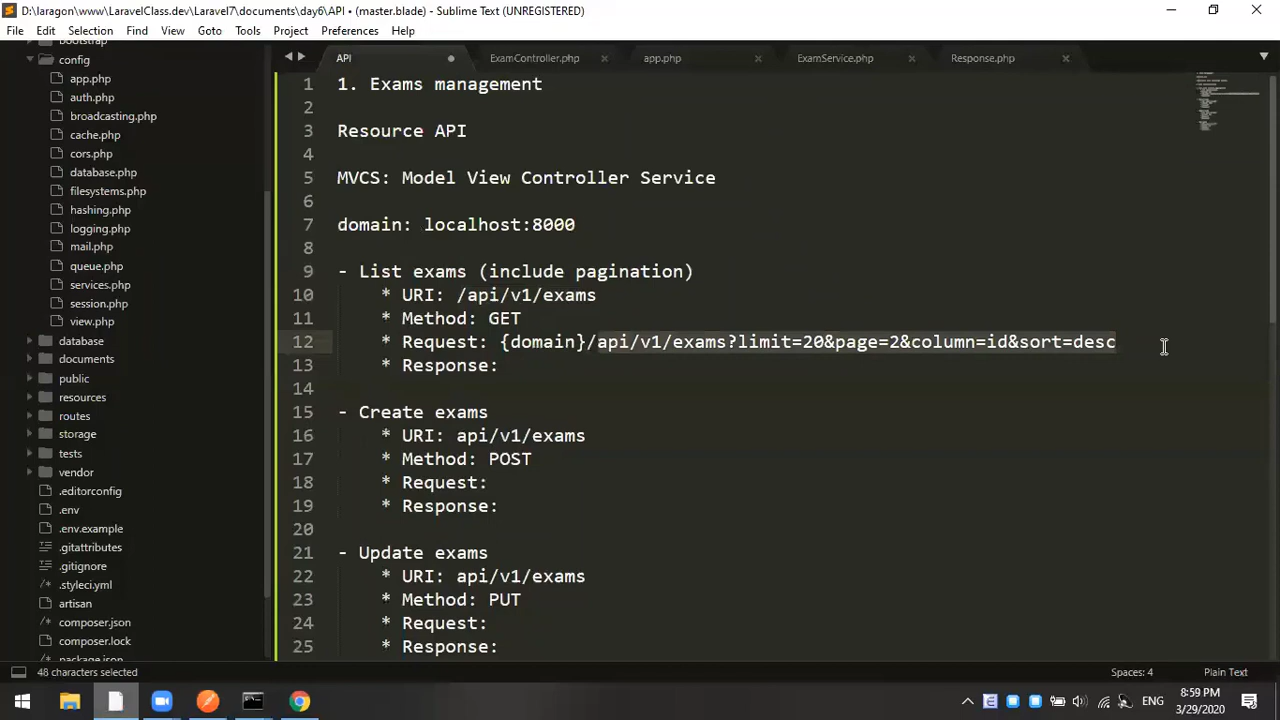 D:\laragon\www\LaravelClass.dev\Laravel7\documents\day6\API • (master.blade) - Sublime Text (UNREGISTERED)
File Edit Selection Find View Goto Tools Project Preferences Help
bootstrap
config
app.php
auth.php
broadcasting.php
cache.php
cors.php
database.php
filesystems.php
hashing.php
logging.php
mail.php
queue.php
services.php
session.php
view.php
database
documents
public
resources
routes
storage
tests
vendor
.editorconfig
.env
.env.example
.gitattributes
.gitignore
.styleci.yml
artisan
composer.json
composer.lock
package.json
API ExamController.php app.php ExamService.php Response.php
1 1. Exams management
2
3 Resource API
4
5 MVCS: Model View Controller Service
6
7 domain: localhost:8000
8
9 - List exams (include pagination)
10 * URI: /api/v1/exams
11 * Method: GET
12 * Request: {domain}/api/v1/exams?limit=20&page=2&column=id&sort=desc
13 * Response:
14
15 - Create exams
16 * URI: api/v1/exams
17 * Method: POST
18 * Request:
19 * Response:
20
21 - Update exams
22 * URI: api/v1/exams
23 * Method: PUT
24 * Request:
25 * Response:
48 characters selected Spaces: 4 Plain Text
ENG 8:59 PM
3/29/2020